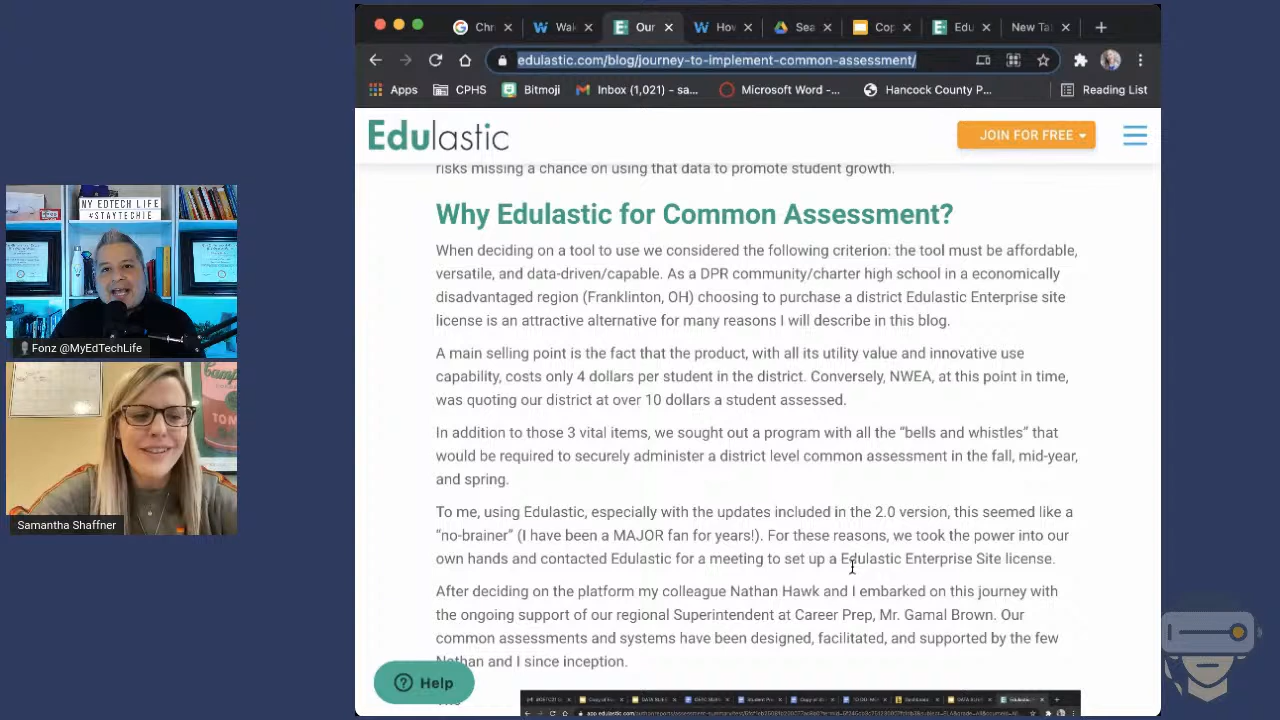 Chr
Wak
Our
How
Sea
Cop
Edu
New Ta
edulastic.com/blog/journey-to-implement-common-assessment/
Apps
CPHS
Bitmoji
Inbox (1,021) – sa...
Microsoft Word –...
Hancock County P...
Reading List
Edulastic
JOIN FOR FREE
risks missing a chance on using that data to promote student growth.
Why Edulastic for Common Assessment?
When deciding on a tool to use we considered the following criterion: the tool must be affordable,
versatile, and data-driven/capable. As a DPR community/charter high school in a economically
disadvantaged region (Franklinton, OH) choosing to purchase a district Edulastic Enterprise site
license is an attractive alternative for many reasons I will describe in this blog.
A main selling point is the fact that the product, with all its utility value and innovative use
capability, costs only 4 dollars per student in the district. Conversely, NWEA, at this point in time,
was quoting our district at over 10 dollars a student assessed.
In addition to those 3 vital items, we sought out a program with all the “bells and whistles” that
would be required to securely administer a district level common assessment in the fall, mid-year,
and spring.
To me, using Edulastic, especially with the updates included in the 2.0 version, this seemed like a
“no-brainer” (I have been a MAJOR fan for years!). For these reasons, we took the power into our
own hands and contacted Edulastic for a meeting to set up a Edulastic Enterprise Site license.
After deciding on the platform my colleague Nathan Hawk and I embarked on this journey with
the ongoing support of our regional Superintendent at Career Prep, Mr. Gamal Brown. Our
common assessments and systems have been designed, facilitated, and supported by the few
Nathan and I since inception.
Help
MY EDTECH LIFE
#STAYTECHIE
Fonz @MyEdTechLife
Campbell
TOM
Samantha Shaffner